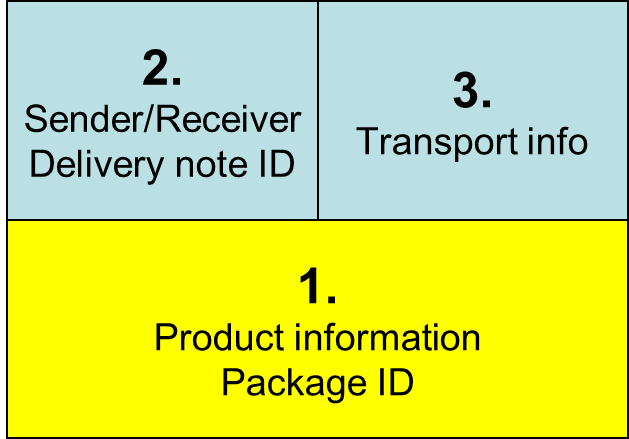 2.
Sender/Receiver
Delivery note ID
3.
Transport info
1.
Product information
Package ID